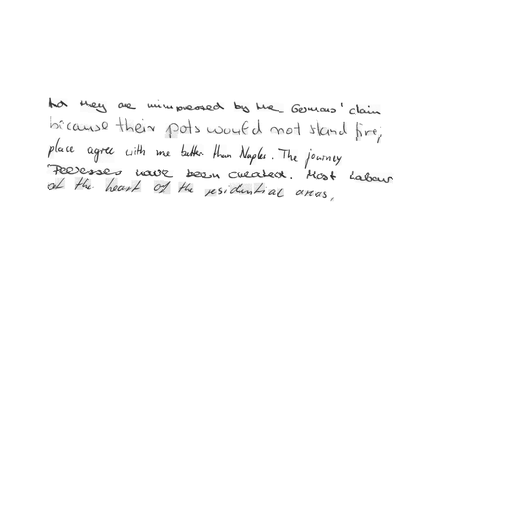 but they are unimpressed by the Germans' claim
because their pots would not stand fire;
place agree with me better than Naples. The journey
Peeresses have been created. Most Labour
at the heart of the residential areas,